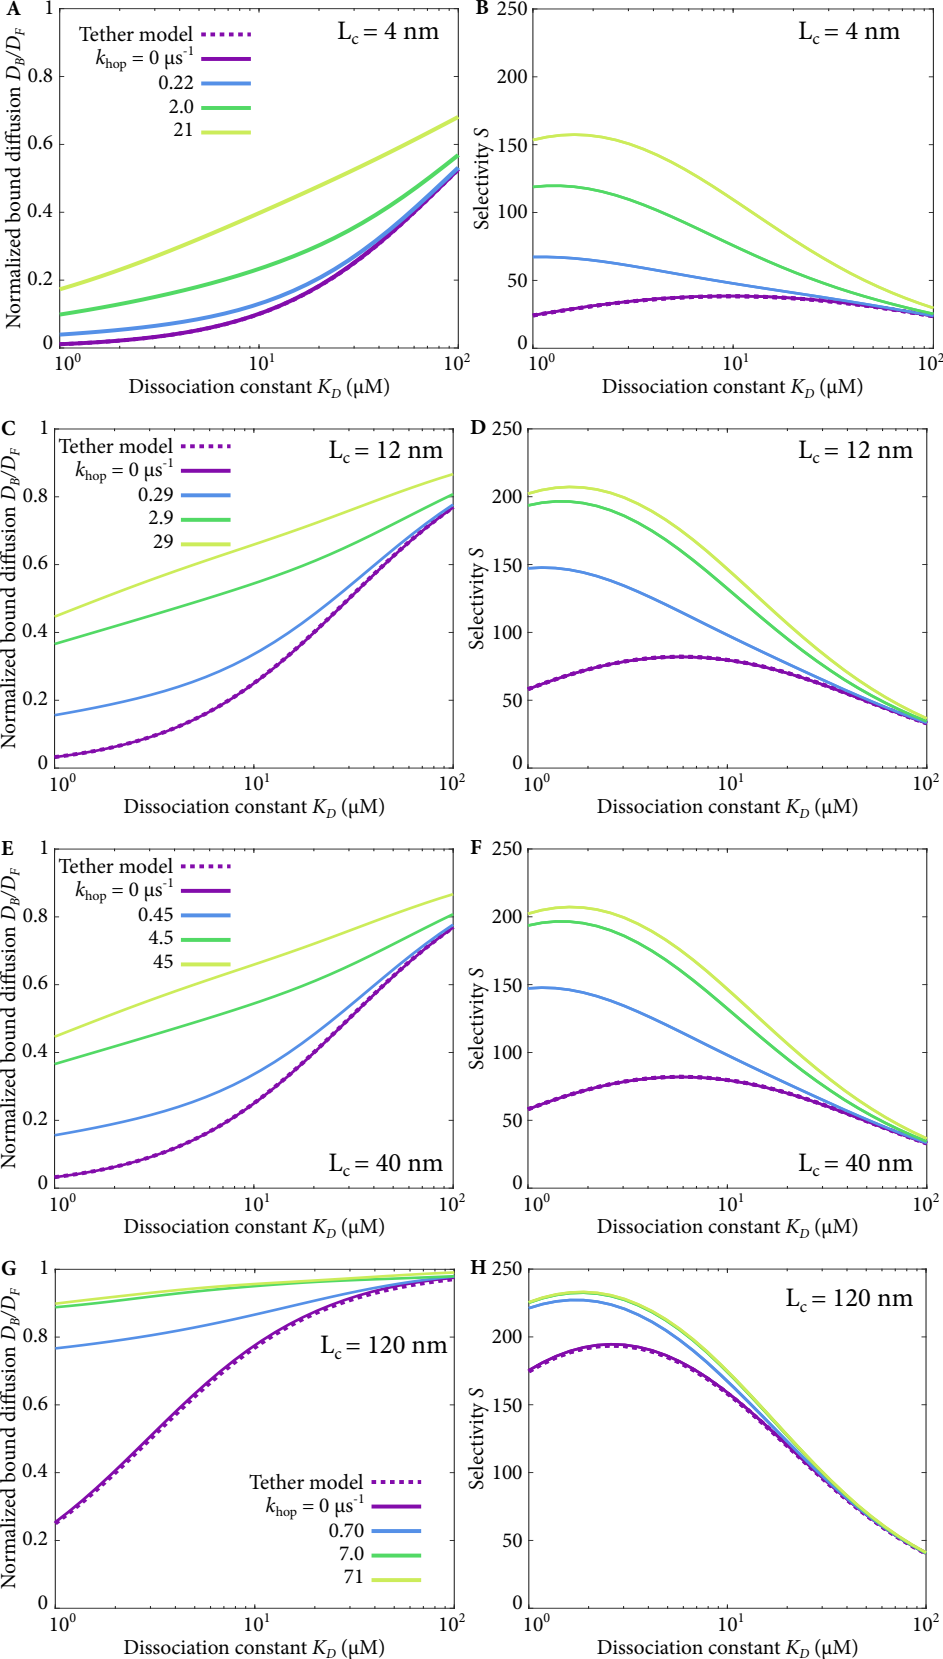 A
Normalized bound diffusion D_B/D_F
1
0.8
0.6
0.4
0.2
0
Tether model
k_hop = 0 μs⁻¹
0.22
2.0
21
L_c = 4 nm
10⁰ 10¹ 10²
Dissociation constant K_D (μM)
B
Selectivity S
250
200
150
100
50
0
L_c = 4 nm
10⁰ 10¹ 10²
Dissociation constant K_D (μM)
C
Normalized bound diffusion D_B/D_F
1
0.8
0.6
0.4
0.2
0
Tether model
k_hop = 0 μs⁻¹
0.29
2.9
29
L_c = 12 nm
10⁰ 10¹ 10²
Dissociation constant K_D (μM)
D
Selectivity S
250
200
150
100
50
0
L_c = 12 nm
10⁰ 10¹ 10²
Dissociation constant K_D (μM)
E
Normalized bound diffusion D_B/D_F
1
0.8
0.6
0.4
0.2
0
Tether model
k_hop = 0 μs⁻¹
0.45
4.5
45
L_c = 40 nm
10⁰ 10¹ 10²
Dissociation constant K_D (μM)
F
Selectivity S
250
200
150
100
50
0
L_c = 40 nm
10⁰ 10¹ 10²
Dissociation constant K_D (μM)
G
Normalized bound diffusion D_B/D_F
1
0.8
0.6
0.4
0.2
0
L_c = 120 nm
Tether model
k_hop = 0 μs⁻¹
0.70
7.0
71
10⁰ 10¹ 10²
Dissociation constant K_D (μM)
H
Selectivity S
250
200
150
100
50
0
L_c = 120 nm
10⁰ 10¹ 10²
Dissociation constant K_D (μM)